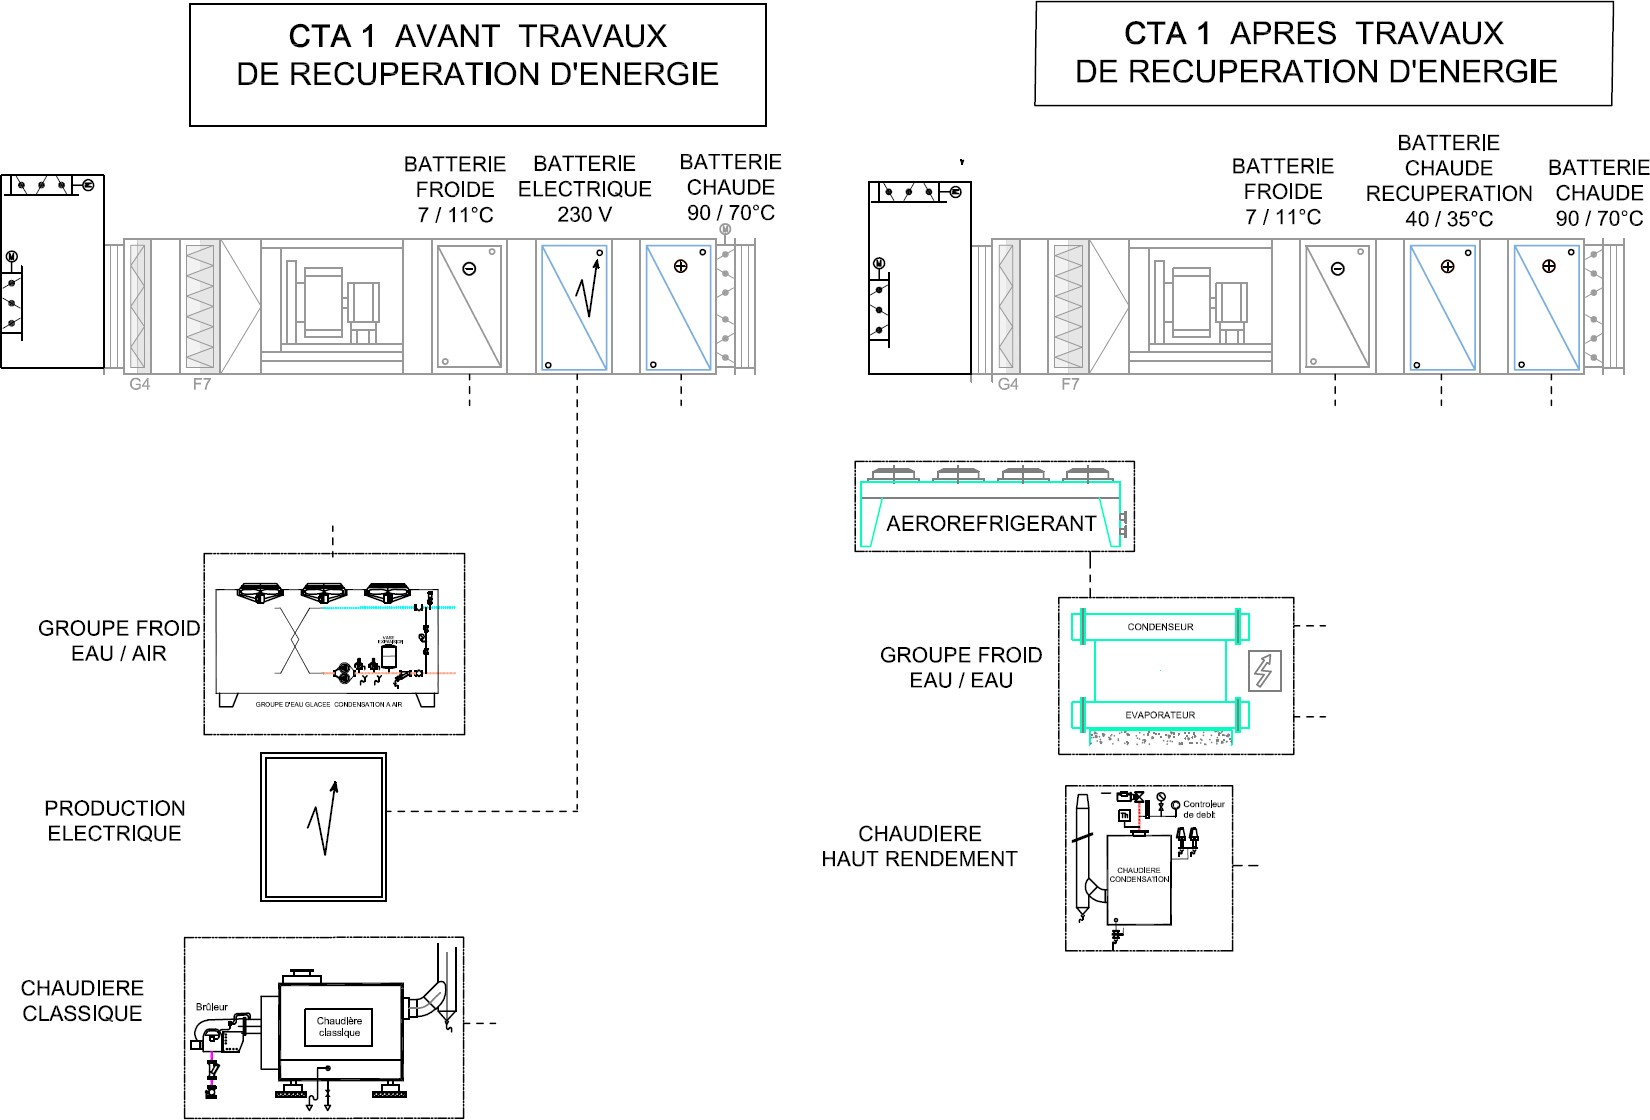 CTA 1 AVANT TRAVAUX
DE RECUPERATION D'ENERGIE
BATTERIE
FROIDE
7 / 11°C
BATTERIE
ELECTRIQUE
230 V
BATTERIE
CHAUDE
90 / 70°C
M
M
M
G4
F7
GROUPE FROID
EAU / AIR
VASE
EXPANSION
GROUPE D'EAU GLACEE CONDENSATION A AIR
PRODUCTION
ELECTRIQUE
CHAUDIERE
CLASSIQUE
Brûleur
Chaudière
classique
CTA 1 APRES TRAVAUX
DE RECUPERATION D'ENERGIE
BATTERIE
FROIDE
7 / 11°C
BATTERIE
CHAUDE
RECUPERATION
40 / 35°C
BATTERIE
CHAUDE
90 / 70°C
M
M
M
G4
F7
AEROREFRIGERANT
GROUPE FROID
EAU / EAU
CONDENSEUR
EVAPORATEUR
CHAUDIERE
HAUT RENDEMENT
Th
Controleur
de debit
CHAUDIERE
CONDENSATION